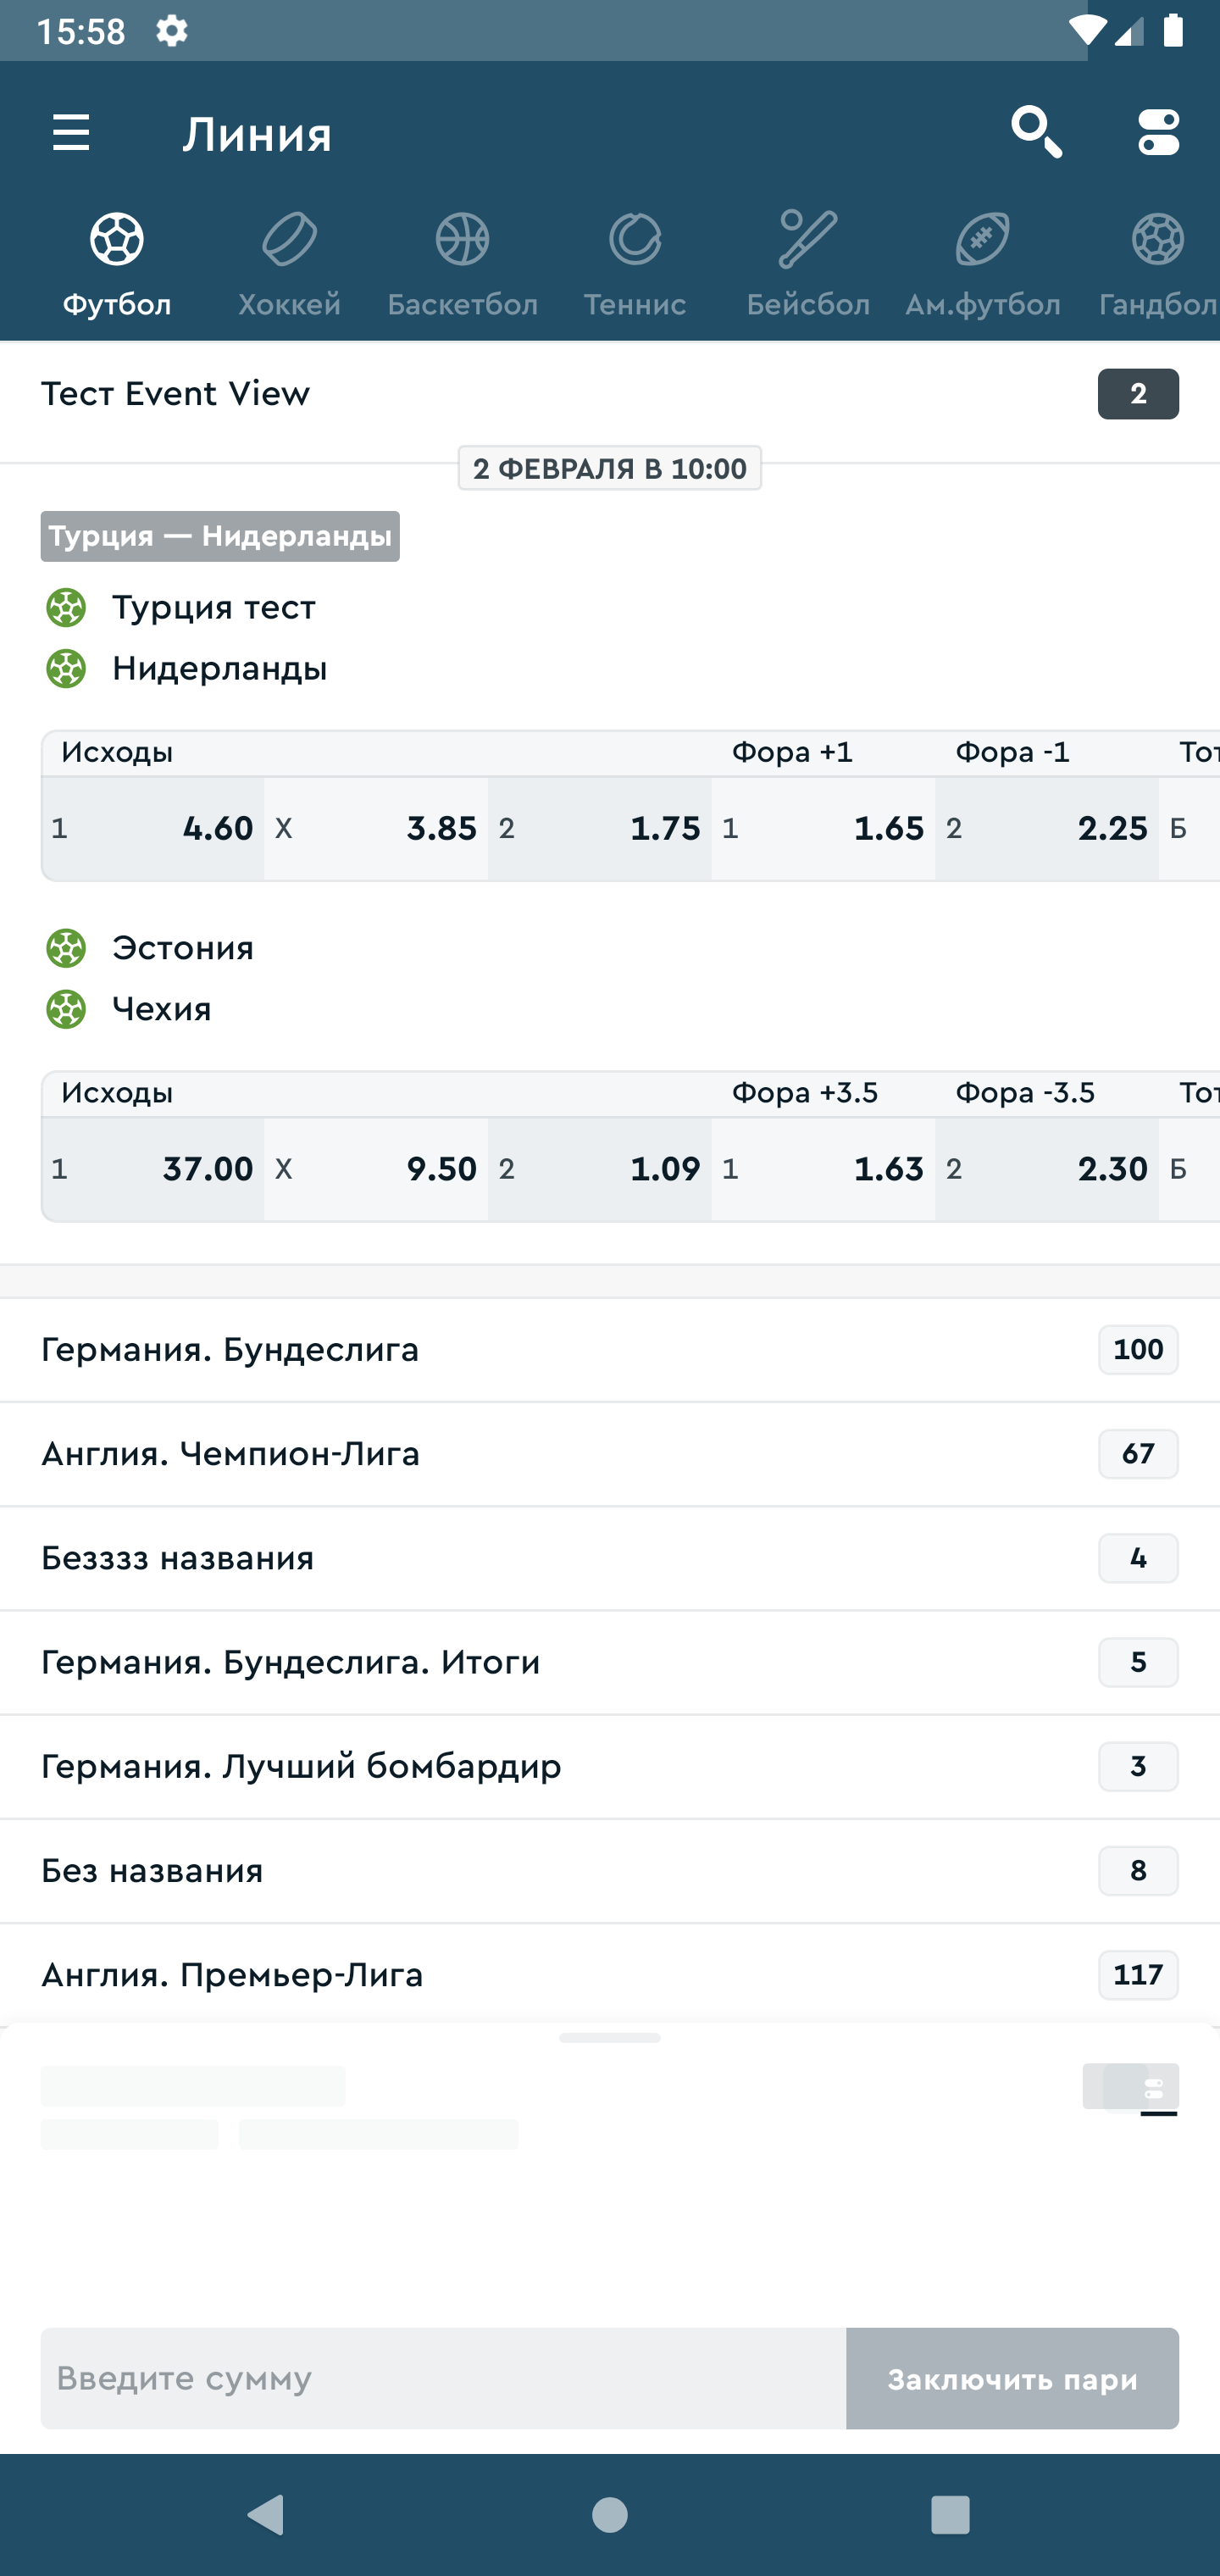 15:58
Линия
Футбол Хоккей Баскетбол Теннис Бейсбол Ам.футбол Гандбол
Тест Event View 2
2 ФЕВРАЛЯ В 10:00
Турция — Нидерланды
Турция тест
Нидерланды
Исходы Фора +1 Фора -1
1 4.60 X 3.85 2 1.75 1 1.65 2 2.25 Б
Эстония
Чехия
Исходы Фора +3.5 Фора -3.5
1 37.00 X 9.50 2 1.09 1 1.63 2 2.30 Б
Германия. Бундеслига 100
Англия. Чемпион-Лига 67
Безззз названия 4
Германия. Бундеслига. Итоги 5
Германия. Лучший бомбардир 3
Без названия 8
Англия. Премьер-Лига 117
Введите сумму Заключить пари